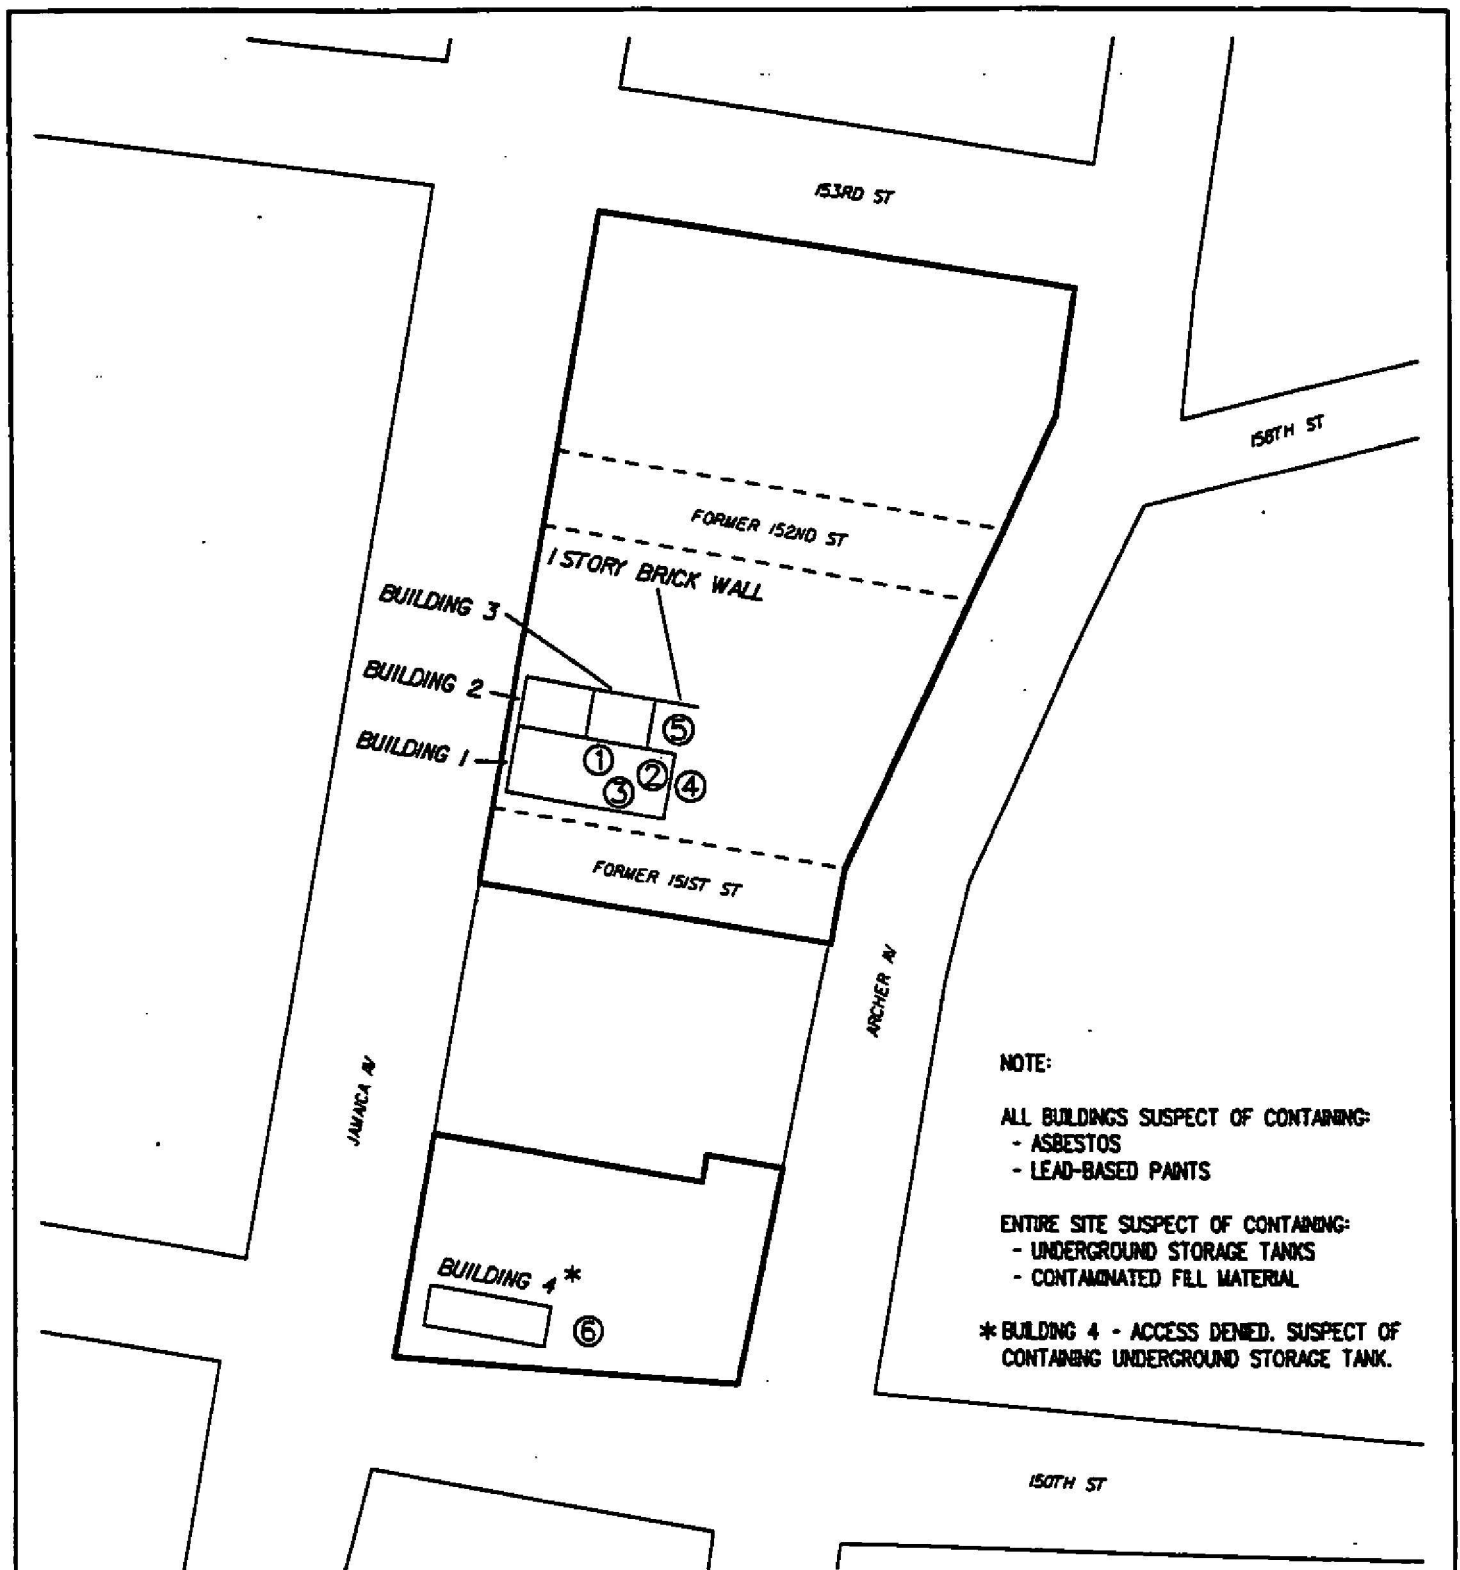 153RD ST
158TH ST
FORMER 152ND ST
1 STORY BRICK WALL
BUILDING 3
BUILDING 2
BUILDING 1
⑤
①
②
④
③
FORMER 151ST ST
ARCHER AV
JAMAICA AV
NOTE:
ALL BUILDINGS SUSPECT OF CONTAINING:
- ASBESTOS
- LEAD-BASED PAINTS
ENTIRE SITE SUSPECT OF CONTAINING:
- UNDERGROUND STORAGE TANKS
- CONTAMINATED FILL MATERIAL
* BUILDING 4 - ACCESS DENIED. SUSPECT OF
CONTAINING UNDERGROUND STORAGE TANK.
BUILDING 4 *
⑥
150TH ST